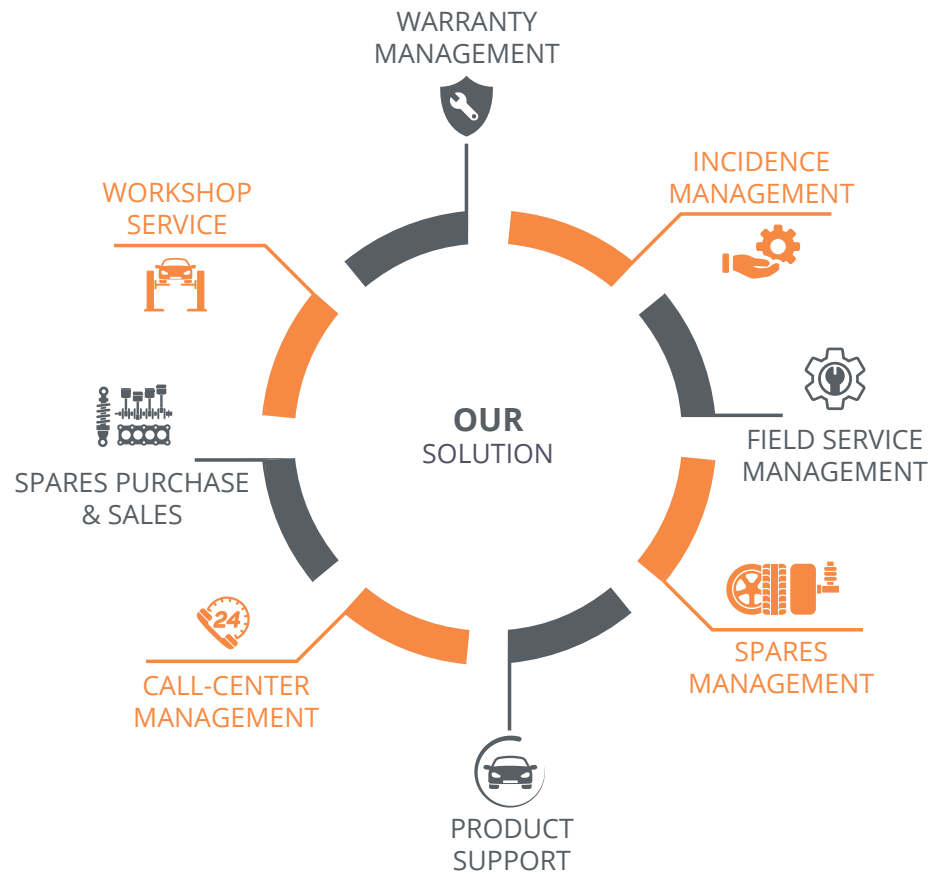 WARRANTY
MANAGEMENT
INCIDENCE
MANAGEMENT
WORKSHOP
SERVICE
OUR
SOLUTION
FIELD SERVICE
MANAGEMENT
SPARES PURCHASE
& SALES
24
SPARES
MANAGEMENT
CALL-CENTER
MANAGEMENT
PRODUCT
SUPPORT